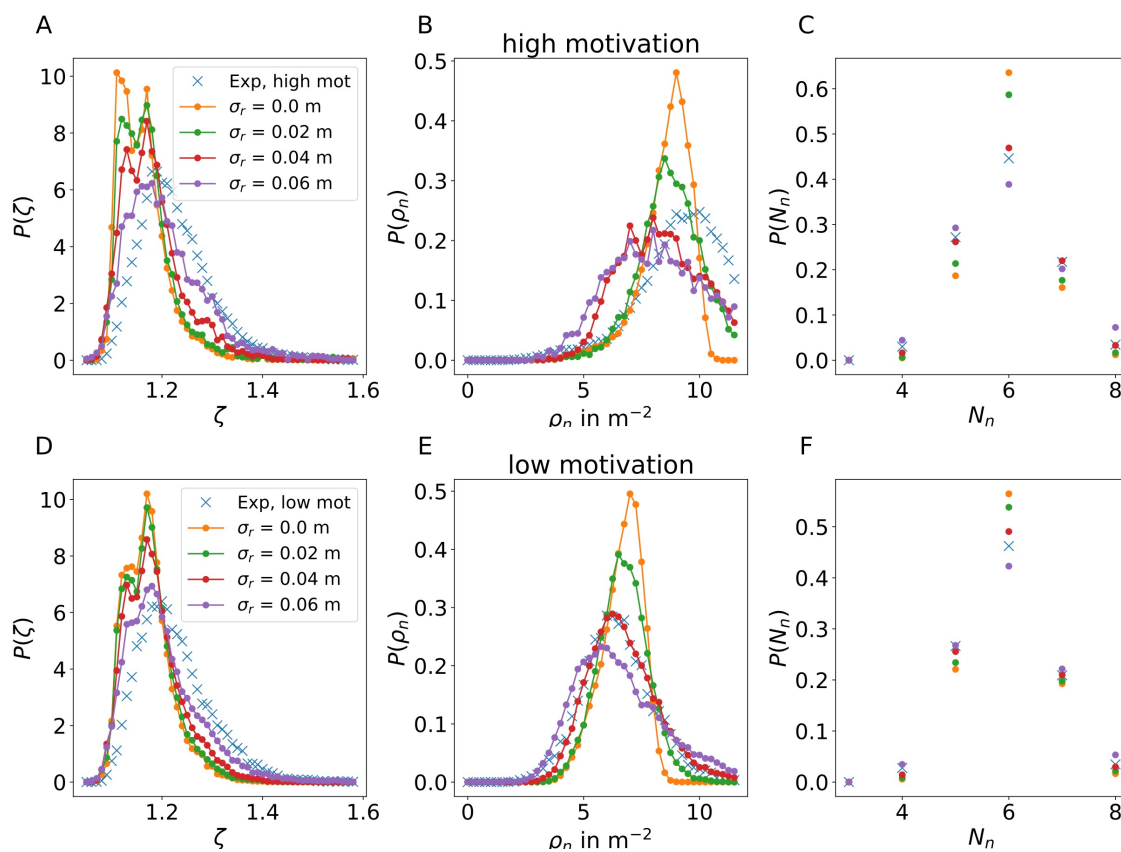 A
B
C
high motivation
P(ζ)
10
8
6
4
2
0
1.2
1.4
1.6
ζ
× Exp, high mot
σr = 0.0 m
σr = 0.02 m
σr = 0.04 m
σr = 0.06 m
P(ρn)
0.5
0.4
0.3
0.2
0.1
0.0
0
5
10
ρn in m−2
P(Nn)
0.6
0.5
0.4
0.3
0.2
0.1
0.0
4
6
8
Nn
D
E
F
low motivation
P(ζ)
10
8
6
4
2
0
1.2
1.4
1.6
ζ
× Exp, low mot
σr = 0.0 m
σr = 0.02 m
σr = 0.04 m
σr = 0.06 m
P(ρn)
0.5
0.4
0.3
0.2
0.1
0.0
0
5
10
ρn in m−2
P(Nn)
0.5
0.4
0.3
0.2
0.1
0.0
4
6
8
Nn